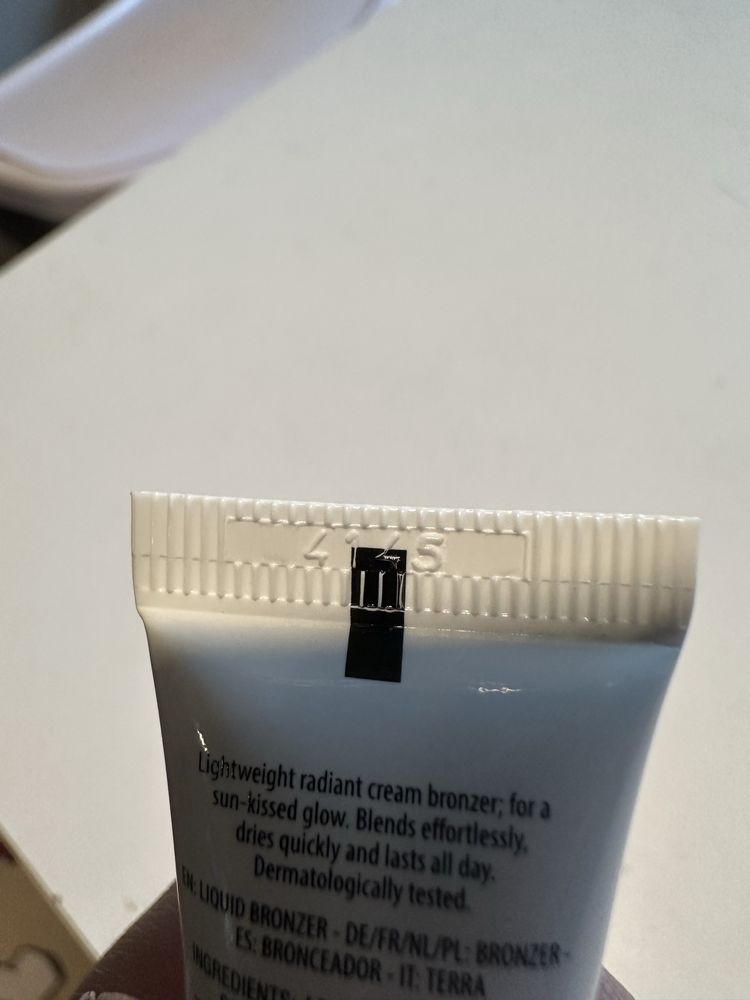 4145
Lightweight radiant cream bronzer; for a
sun-kissed glow. Blends effortlessly,
dries quickly and lasts all day.
Dermatologically tested.
EN: LIQUID BRONZER - DE/FR/NL/PL: BRONZER -
ES: BRONCEADOR - IT: TERRA
INGREDIENTS: